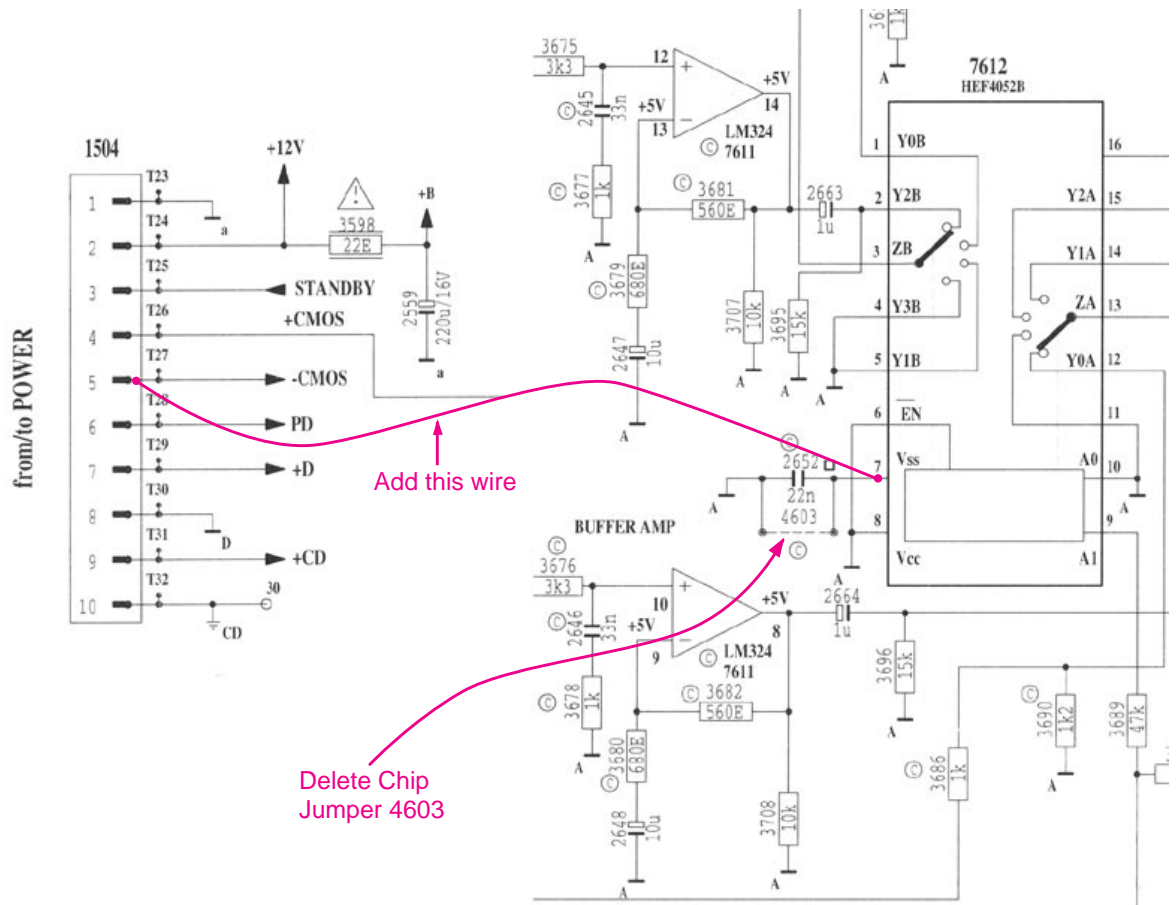 from/to POWER
1504
1
2
3
4
5
6
7
8
9
10
T23
T24
T25
T26
T27
T28
T29
T30
T31
T32
a
+12V
3598
22E
+B
2559
220u/16V
a
STANDBY
+CMOS
-CMOS
PD
+D
D
+CD
30
CD
Add this wire
Delete Chip
Jumper 4603
3675
3k3
© 2645
33n
© 3677
1k
A
12
+
+5V
13
−
+5V
14
© LM324
7611
© 3681
560E
© 3679
680E
2647
10u
A
3707
10k
A
2663
1u
3695
15k
A
1k
A
7612
HEF4052B
1 Y0B
2 Y2B
3 ZB
4 Y3B
5 Y1B
6 EN
7 Vss
8 Vcc
16
Y2A 15
Y1A 14
ZA 13
Y0A 12
11
A0 10
A1 9
A
A
A
©
2652
22n
4603
©
A
BUFFER AMP
©
3676
3k3
© 2646
33n
© 3678
1k
A
10
+
+5V
9
−
+5V
8
© LM324
7611
© 3682
560E
© 3680
680E
2648
10u
A
3708
10k
A
2664
1u
3696
15k
A
© 3686
1k
© 3690
1k2
A
3689
47k